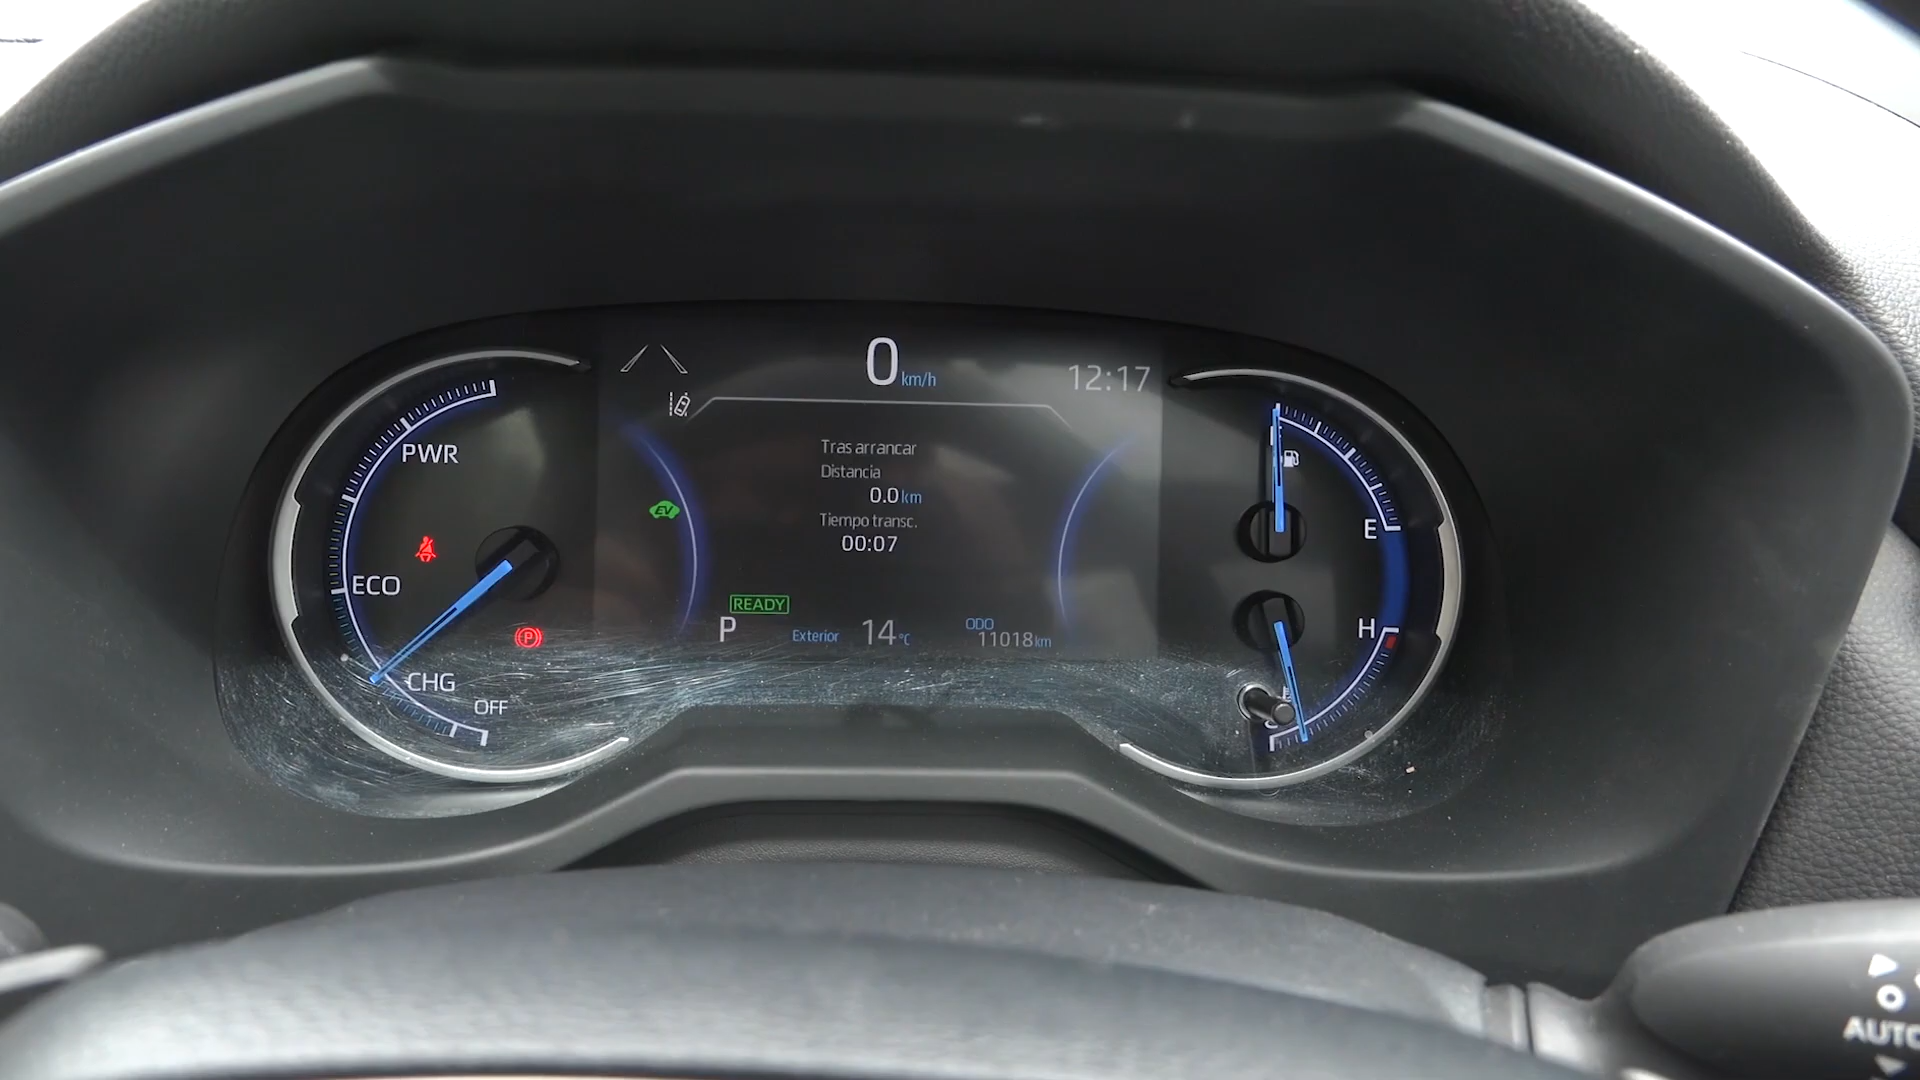 0 km/h
12:17
PWR
Tras arrancar
Distancia
0.0 km
EV
Tiempo transc.
00:07
E
ECO
READY
P
P
Exterior 14 °C
ODO
11018 km
H
CHG
OFF
AUTO